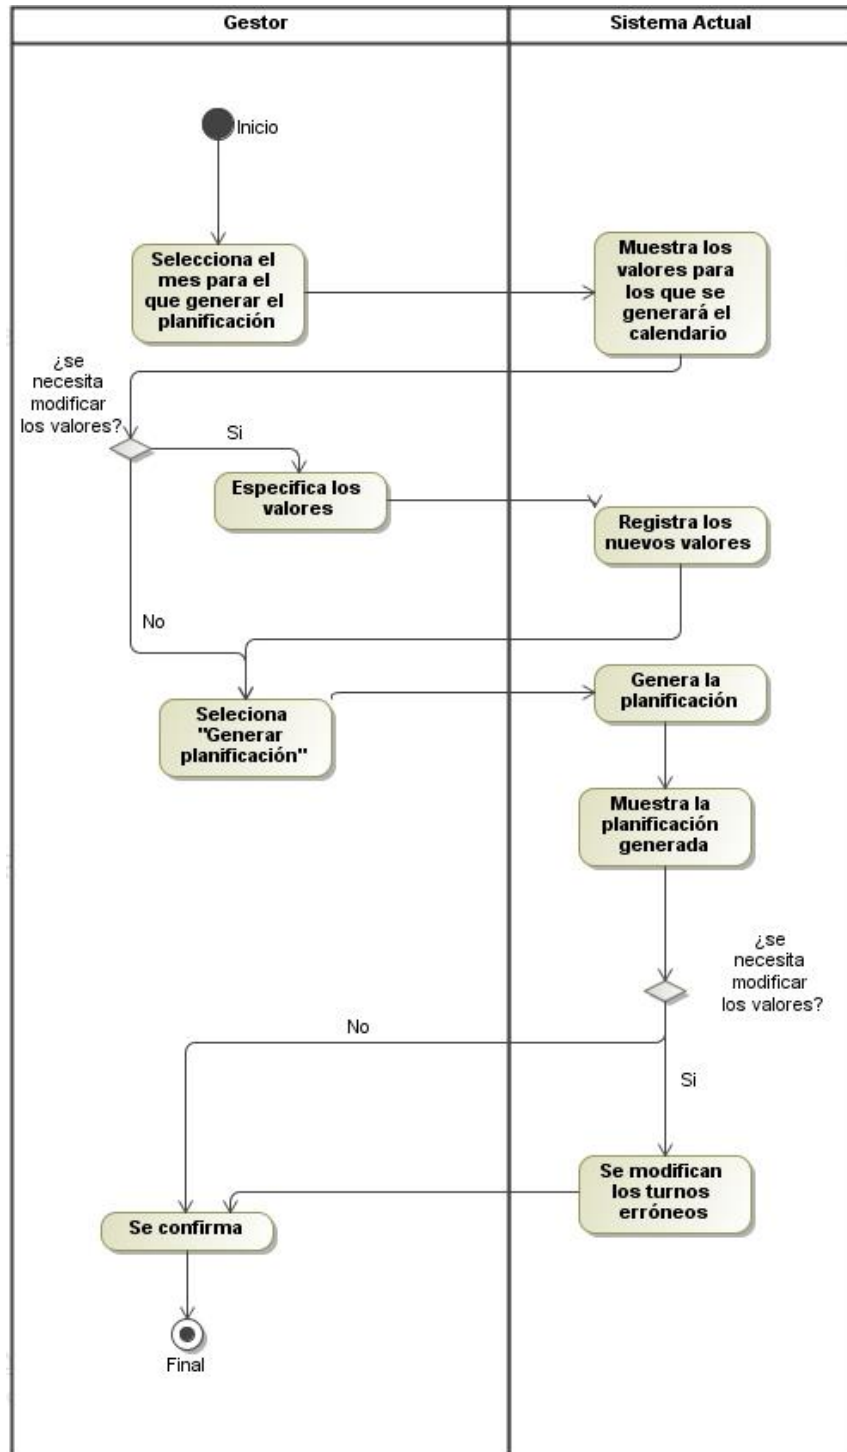 Gestor
Sistema Actual
Inicio
Selecciona el
mes para el
que generar el
planificación
Muestra los
valores para
los que se
generará el
calendario
¿se
necesita
modificar
los valores?
Si
Especifica los
valores
Registra los
nuevos valores
No
Seleciona
"Generar
planificación"
Genera la
planificación
Muestra la
planificación
generada
¿se
necesita
modificar
los valores?
No
Si
Se modifican
los turnos
erróneos
Se confirma
Final